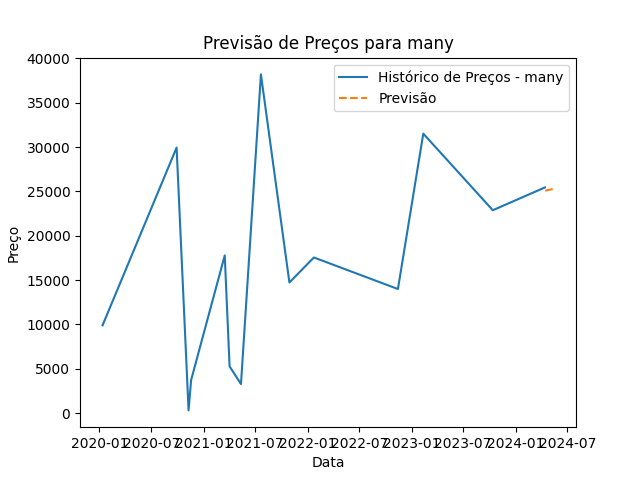 Previsão de Preços para many
Histórico de Preços - many
Previsão
Preço
40000
35000
30000
25000
20000
15000
10000
5000
0
2020-01 2020-07 2021-01 2021-07 2022-01 2022-07 2023-01 2023-07 2024-01 2024-07
Data